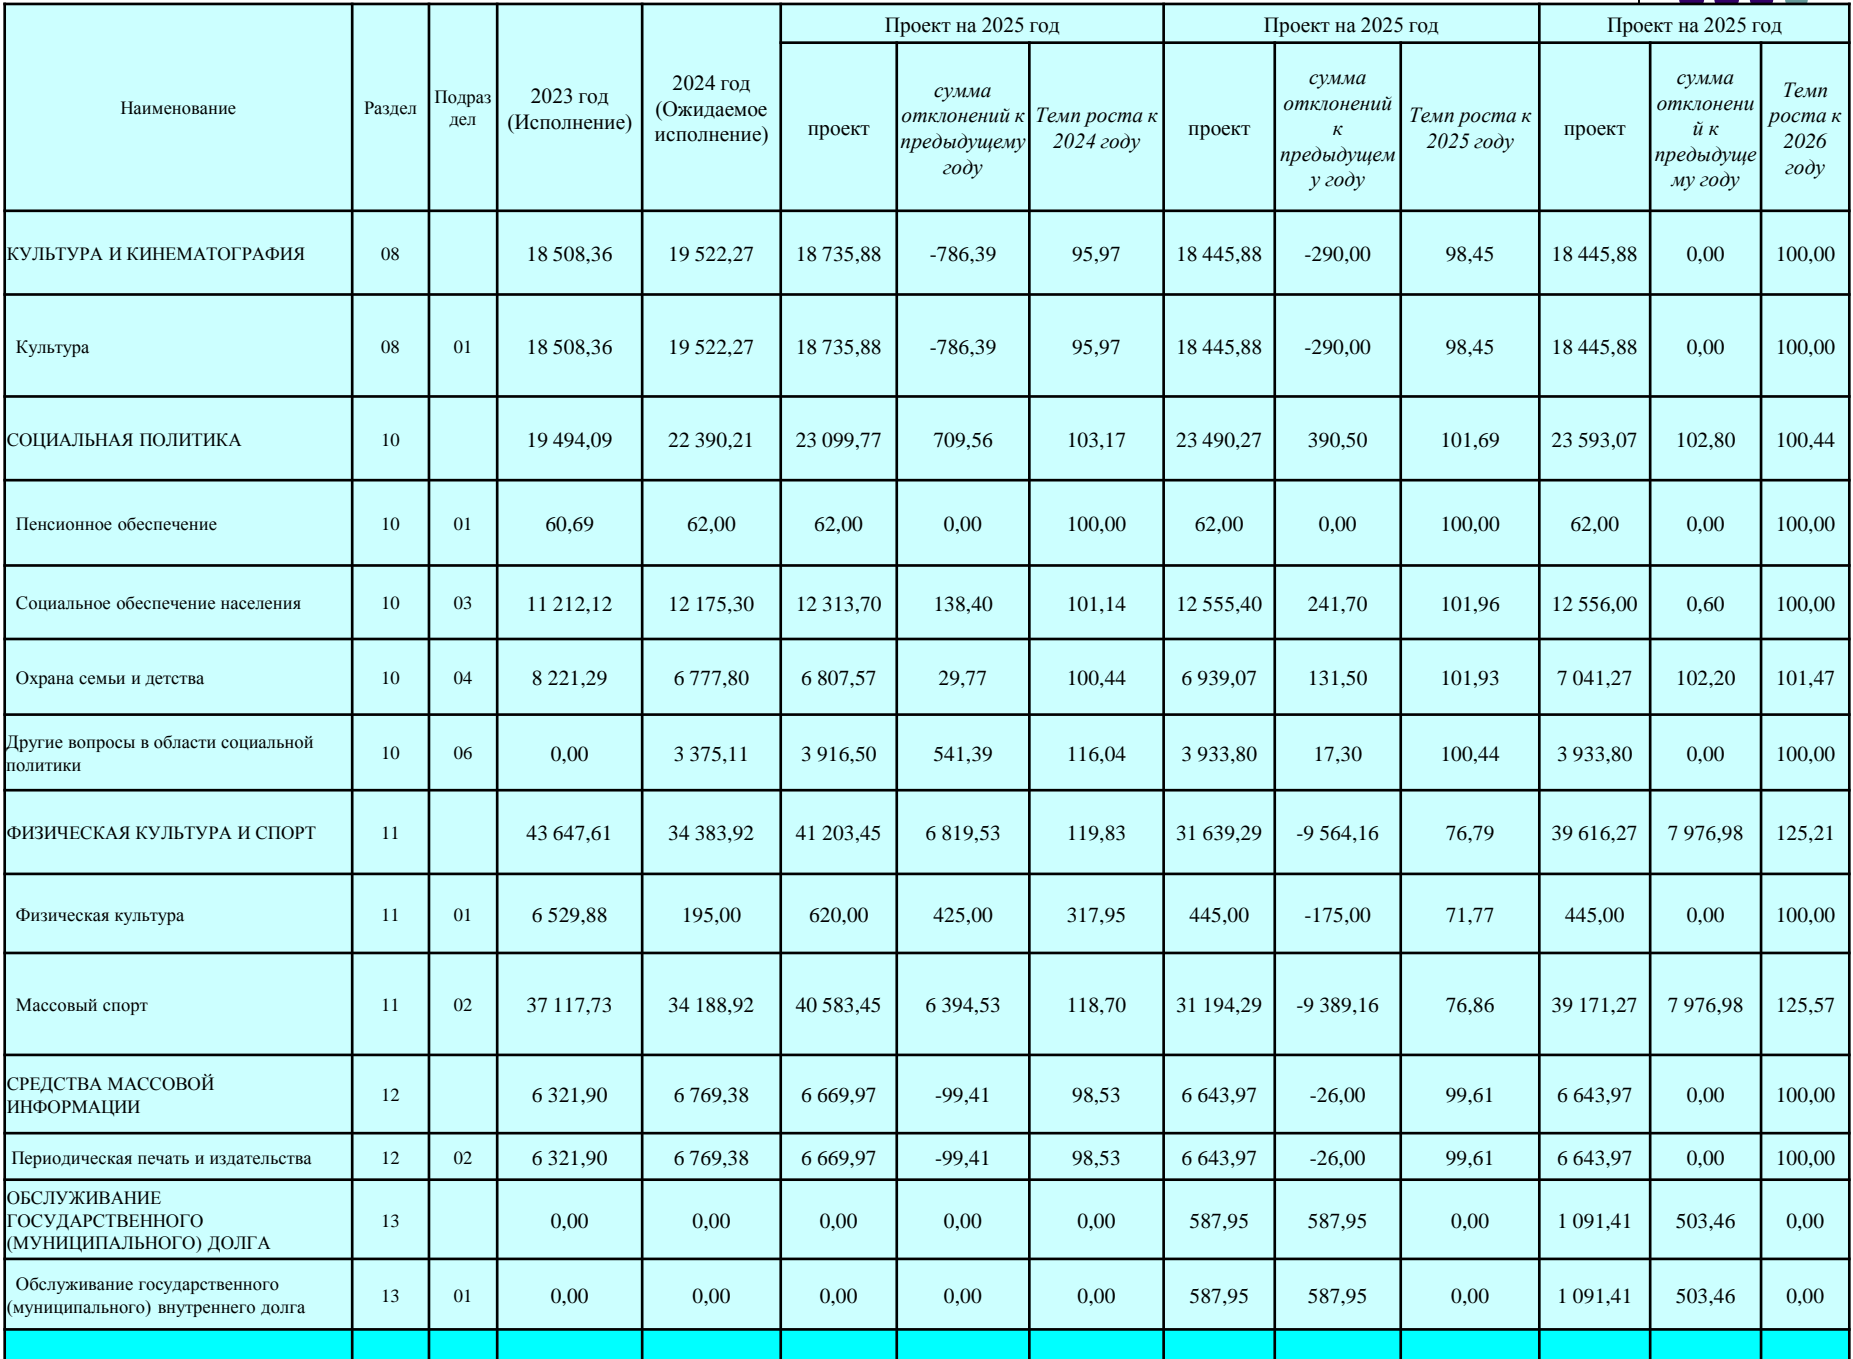 Проект на 2025 год Проект на 2025 год Проект на 2025 год
Наименование Раздел Подраз
дел 2023 год
(Исполнение) 2024 год
(Ожидаемое
исполнение) проект сумма
отклонений к
предыдущему
году Темп роста к
2024 году проект сумма
отклонений
к
предыдущем
у году Темп роста к
2025 году проект сумма
отклонени
й к
предыдуще
му году Темп
роста к
2026
году
КУЛЬТУРА И КИНЕМАТОГРАФИЯ 08 18 508,36 19 522,27 18 735,88 -786,39 95,97 18 445,88 -290,00 98,45 18 445,88 0,00 100,00
Культура 08 01 18 508,36 19 522,27 18 735,88 -786,39 95,97 18 445,88 -290,00 98,45 18 445,88 0,00 100,00
СОЦИАЛЬНАЯ ПОЛИТИКА 10 19 494,09 22 390,21 23 099,77 709,56 103,17 23 490,27 390,50 101,69 23 593,07 102,80 100,44
Пенсионное обеспечение 10 01 60,69 62,00 62,00 0,00 100,00 62,00 0,00 100,00 62,00 0,00 100,00
Социальное обеспечение населения 10 03 11 212,12 12 175,30 12 313,70 138,40 101,14 12 555,40 241,70 101,96 12 556,00 0,60 100,00
Охрана семьи и детства 10 04 8 221,29 6 777,80 6 807,57 29,77 100,44 6 939,07 131,50 101,93 7 041,27 102,20 101,47
Другие вопросы в области социальной
политики 10 06 0,00 3 375,11 3 916,50 541,39 116,04 3 933,80 17,30 100,44 3 933,80 0,00 100,00
ФИЗИЧЕСКАЯ КУЛЬТУРА И СПОРТ 11 43 647,61 34 383,92 41 203,45 6 819,53 119,83 31 639,29 -9 564,16 76,79 39 616,27 7 976,98 125,21
Физическая культура 11 01 6 529,88 195,00 620,00 425,00 317,95 445,00 -175,00 71,77 445,00 0,00 100,00
Массовый спорт 11 02 37 117,73 34 188,92 40 583,45 6 394,53 118,70 31 194,29 -9 389,16 76,86 39 171,27 7 976,98 125,57
СРЕДСТВА МАССОВОЙ
ИНФОРМАЦИИ 12 6 321,90 6 769,38 6 669,97 -99,41 98,53 6 643,97 -26,00 99,61 6 643,97 0,00 100,00
Периодическая печать и издательства 12 02 6 321,90 6 769,38 6 669,97 -99,41 98,53 6 643,97 -26,00 99,61 6 643,97 0,00 100,00
ОБСЛУЖИВАНИЕ
ГОСУДАРСТВЕННОГО
(МУНИЦИПАЛЬНОГО) ДОЛГА 13 0,00 0,00 0,00 0,00 0,00 587,95 587,95 0,00 1 091,41 503,46 0,00
Обслуживание государственного
(муниципального) внутреннего долга 13 01 0,00 0,00 0,00 0,00 0,00 587,95 587,95 0,00 1 091,41 503,46 0,00